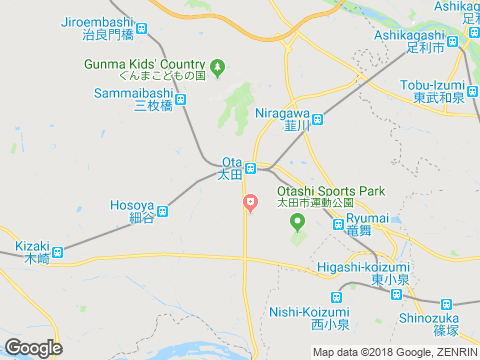 Jiroembashi
治良門橋
Ashikaga
足利
Ashikagashi
足利市
Gunma Kids' Country
ぐんまこどもの国
Tobu-Izumi
東武和泉
Sammaibashi
三枚橋
Niragawa
韮川
Ota
太田
Otashi Sports Park
太田市運動公園
Hosoya
細谷
Ryumai
竜舞
Kizaki
木崎
Higashi-koizumi
東小泉
Nishi-Koizumi
西小泉
Shinozuka
篠塚
Google
Map data ©2018 Google, ZENRIN